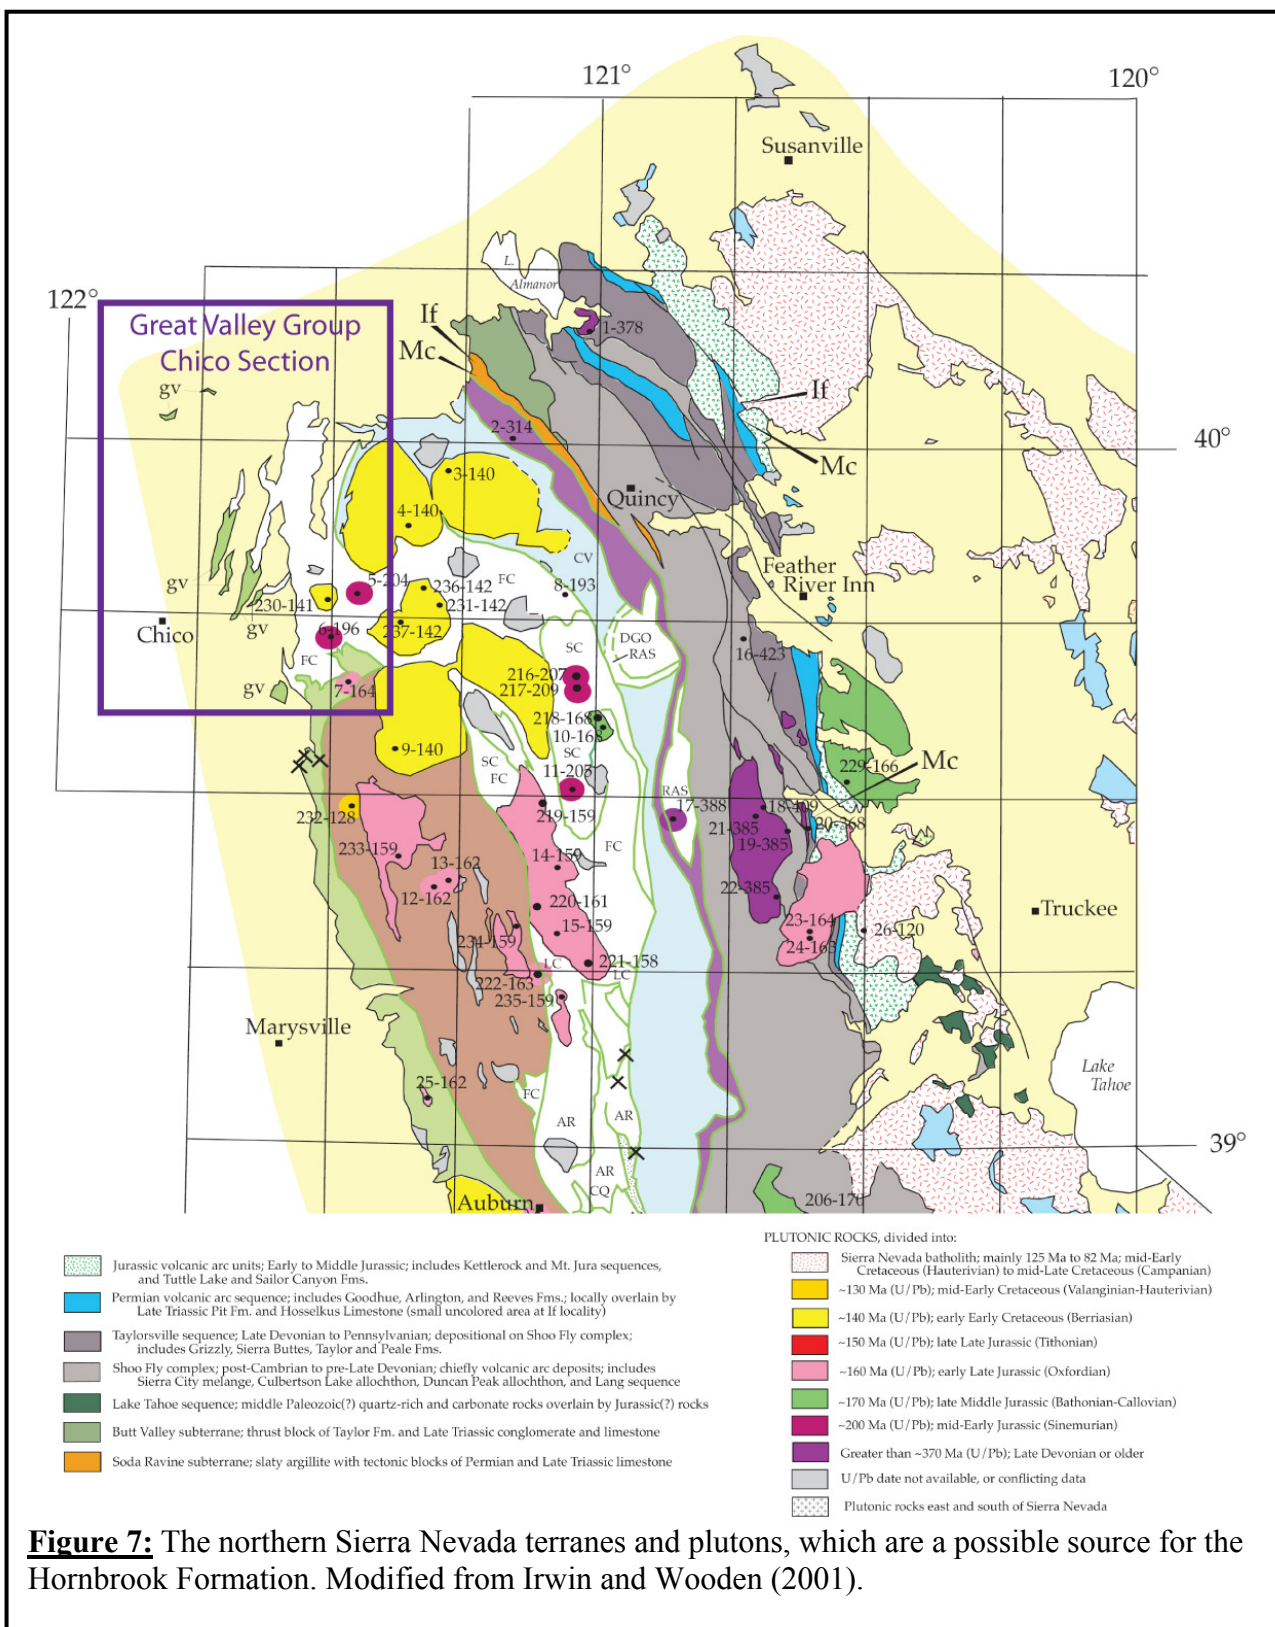 121°
120°
Susanville
L.
Almanor
122°
Great Valley Group
Chico Section
If
Mc
1-378
gv
If
2-314
40°
3-140
Mc
Quincy
4-140
CV
Feather
River Inn
5-204
236-142
FC
8-193
gv
230-141
231-142
Chico
gv
6-196
237-142
DGO
RAS
16-423
FC
SC
216-207
gv
7-164
217-209
218-168
10-168
9-140
SC
229-166
Mc
SC
FC
11-205
RAS
17-388
18-409
232-128
219-159
21-385
20-368
19-385
233-159
14-159
FC
13-162
12-162
22-385
220-161
Truckee
15-159
23-164
26-120
234-159
24-163
LC
221-158
LC
222-163
235-159
Marysville
Lake
Tahoe
25-162
FC
AR
AR
39°
AR
CQ
Auburn
206-170
Jurassic volcanic arc units; Early to Middle Jurassic; includes Kettlerock and Mt. Jura sequences,
and Tuttle Lake and Sailor Canyon Fms.
Permian volcanic arc sequence; includes Goodhue, Arlington, and Reeves Fms.; locally overlain by
Late Triassic Pit Fm. and Hosselkus Limestone (small uncolored area at If locality)
Taylorsville sequence; Late Devonian to Pennsylvanian; depositional on Shoo Fly complex;
includes Grizzly, Sierra Buttes, Taylor and Peale Fms.
Shoo Fly complex; post-Cambrian to pre-Late Devonian; chiefly volcanic arc deposits; includes
Sierra City melange, Culbertson Lake allochthon, Duncan Peak allochthon, and Lang sequence
Lake Tahoe sequence; middle Paleozoic(?) quartz-rich and carbonate rocks overlain by Jurassic(?) rocks
Butt Valley subterrane; thrust block of Taylor Fm. and Late Triassic conglomerate and limestone
Soda Ravine subterrane; slaty argillite with tectonic blocks of Permian and Late Triassic limestone
PLUTONIC ROCKS, divided into:
Sierra Nevada batholith; mainly 125 Ma to 82 Ma; mid-Early
Cretaceous (Hauterivian) to mid-Late Cretaceous (Campanian)
~130 Ma (U/Pb); mid-Early Cretaceous (Valanginian-Hauterivian)
~140 Ma (U/Pb); early Early Cretaceous (Berriasian)
~150 Ma (U/Pb); late Late Jurassic (Tithonian)
~160 Ma (U/Pb); early Late Jurassic (Oxfordian)
~170 Ma (U/Pb); late Middle Jurassic (Bathonian-Callovian)
~200 Ma (U/Pb); mid-Early Jurassic (Sinemurian)
Greater than ~370 Ma (U/Pb); Late Devonian or older
U/Pb date not available, or conflicting data
Plutonic rocks east and south of Sierra Nevada
Figure 7: The northern Sierra Nevada terranes and plutons, which are a possible source for the
Hornbrook Formation. Modified from Irwin and Wooden (2001).